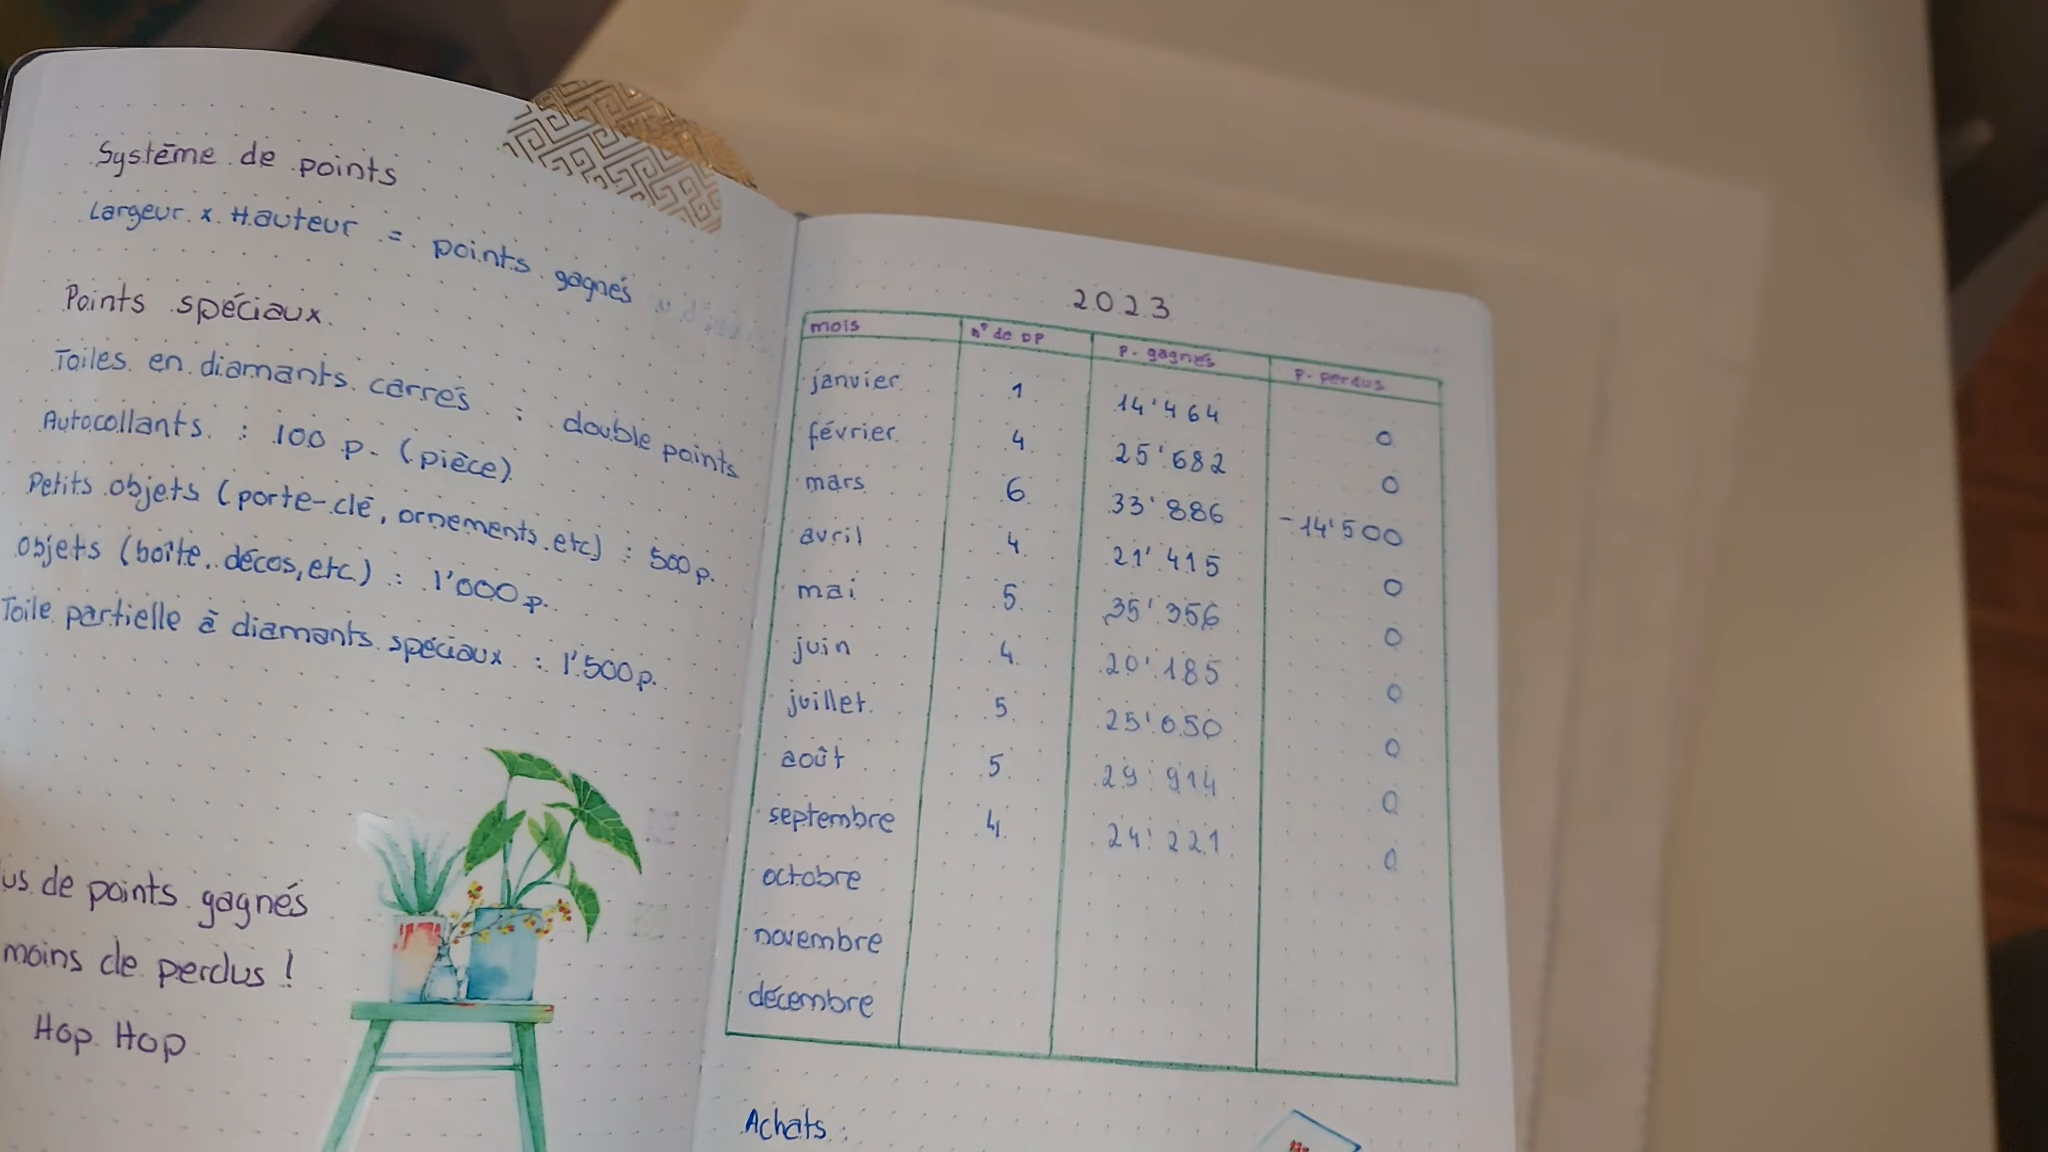 Système de points
Largeur x Hauteur = points gagnés
Points spéciaux
Toiles en diamants carrés : double points
Autocollants : 100 p. (pièce)
Petits objets (porte-clé, ornements, etc) : 500 p.
Objets (boîte, décos, etc) : 1'000 p.
Toile partielle à diamants spéciaux : 1'500 p.
us de points gagnés
moins de perdus !
Hop Hop
2023
mois n° de DP P. gagnés P. perdus
janvier 1 14'464 0
février 4 25'682 0
mars 6 33'886 -14'500
avril 4 21'415 0
mai 5 35'356 0
juin 4 20'185 0
juillet 5 25'050 0
août 5 29'914 0
septembre 4 24'221 0
octobre
novembre
décembre
Achats :